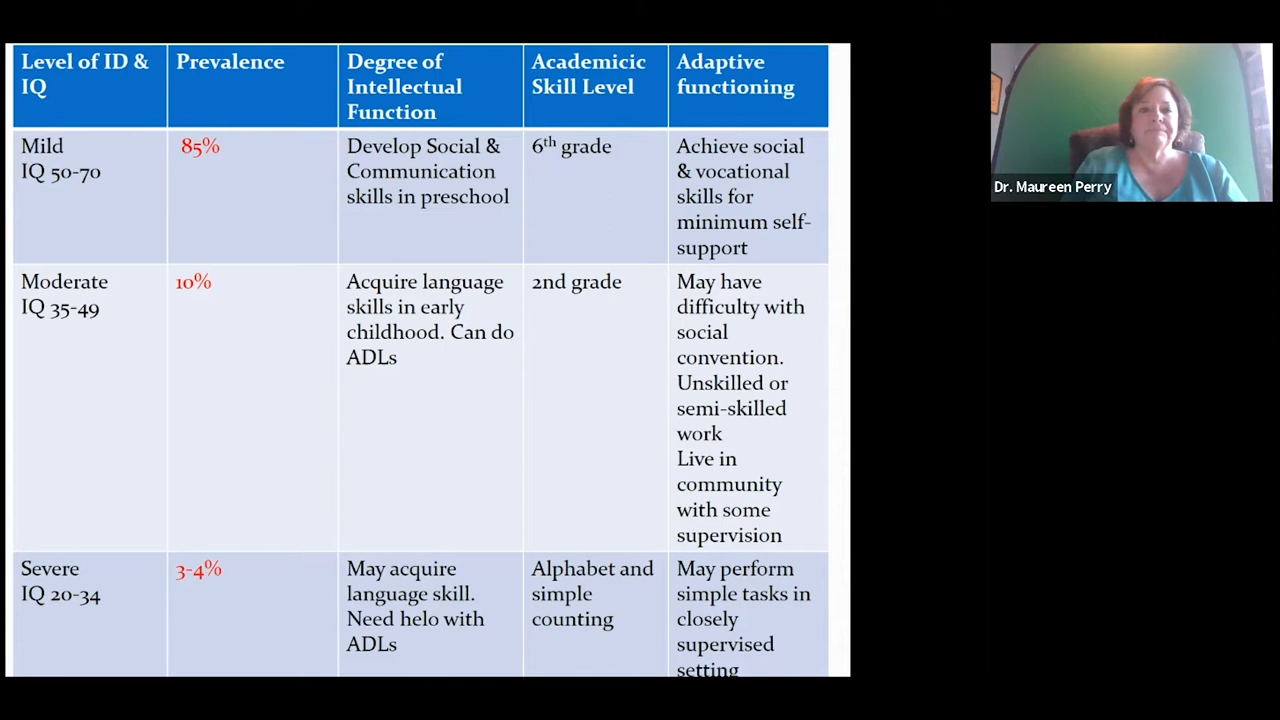 Level of ID &
IQ
Prevalence
Degree of
Intellectual
Function
Academicic
Skill Level
Adaptive
functioning
Mild
IQ 50-70
85%
Develop Social &
Communication
skills in preschool
6th grade
Achieve social
& vocational
skills for
minimum self-
support
Moderate
IQ 35-49
10%
Acquire language
skills in early
childhood. Can do
ADLs
2nd grade
May have
difficulty with
social
convention.
Unskilled or
semi-skilled
work
Live in
community
with some
supervision
Severe
IQ 20-34
3-4%
May acquire
language skill.
Need helo with
ADLs
Alphabet and
simple
counting
May perform
simple tasks in
closely
supervised
setting
Dr. Maureen Perry